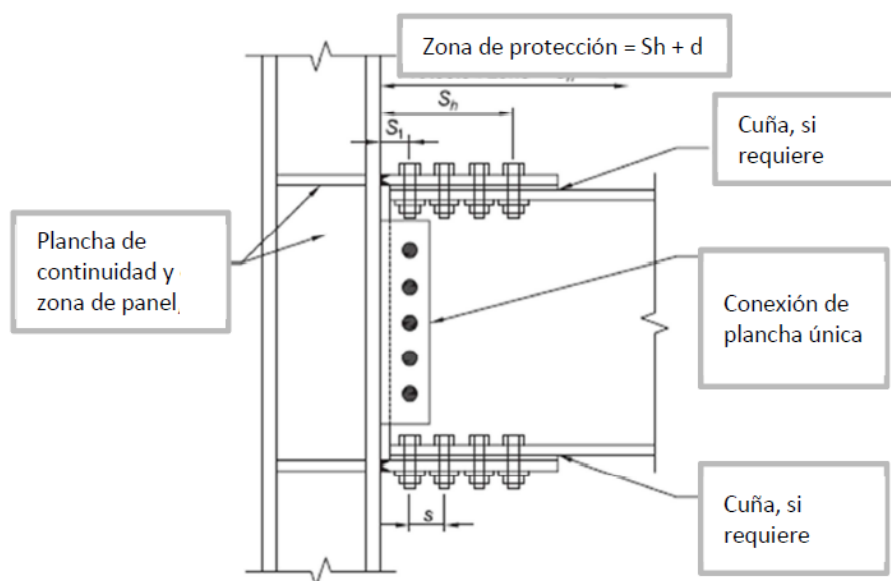 Zona de protección = Sh + d
Sh
S1
Cuña, si
requiere
Plancha de
continuidad y
zona de panel,
Conexión de
plancha única
Cuña, si
requiere
s